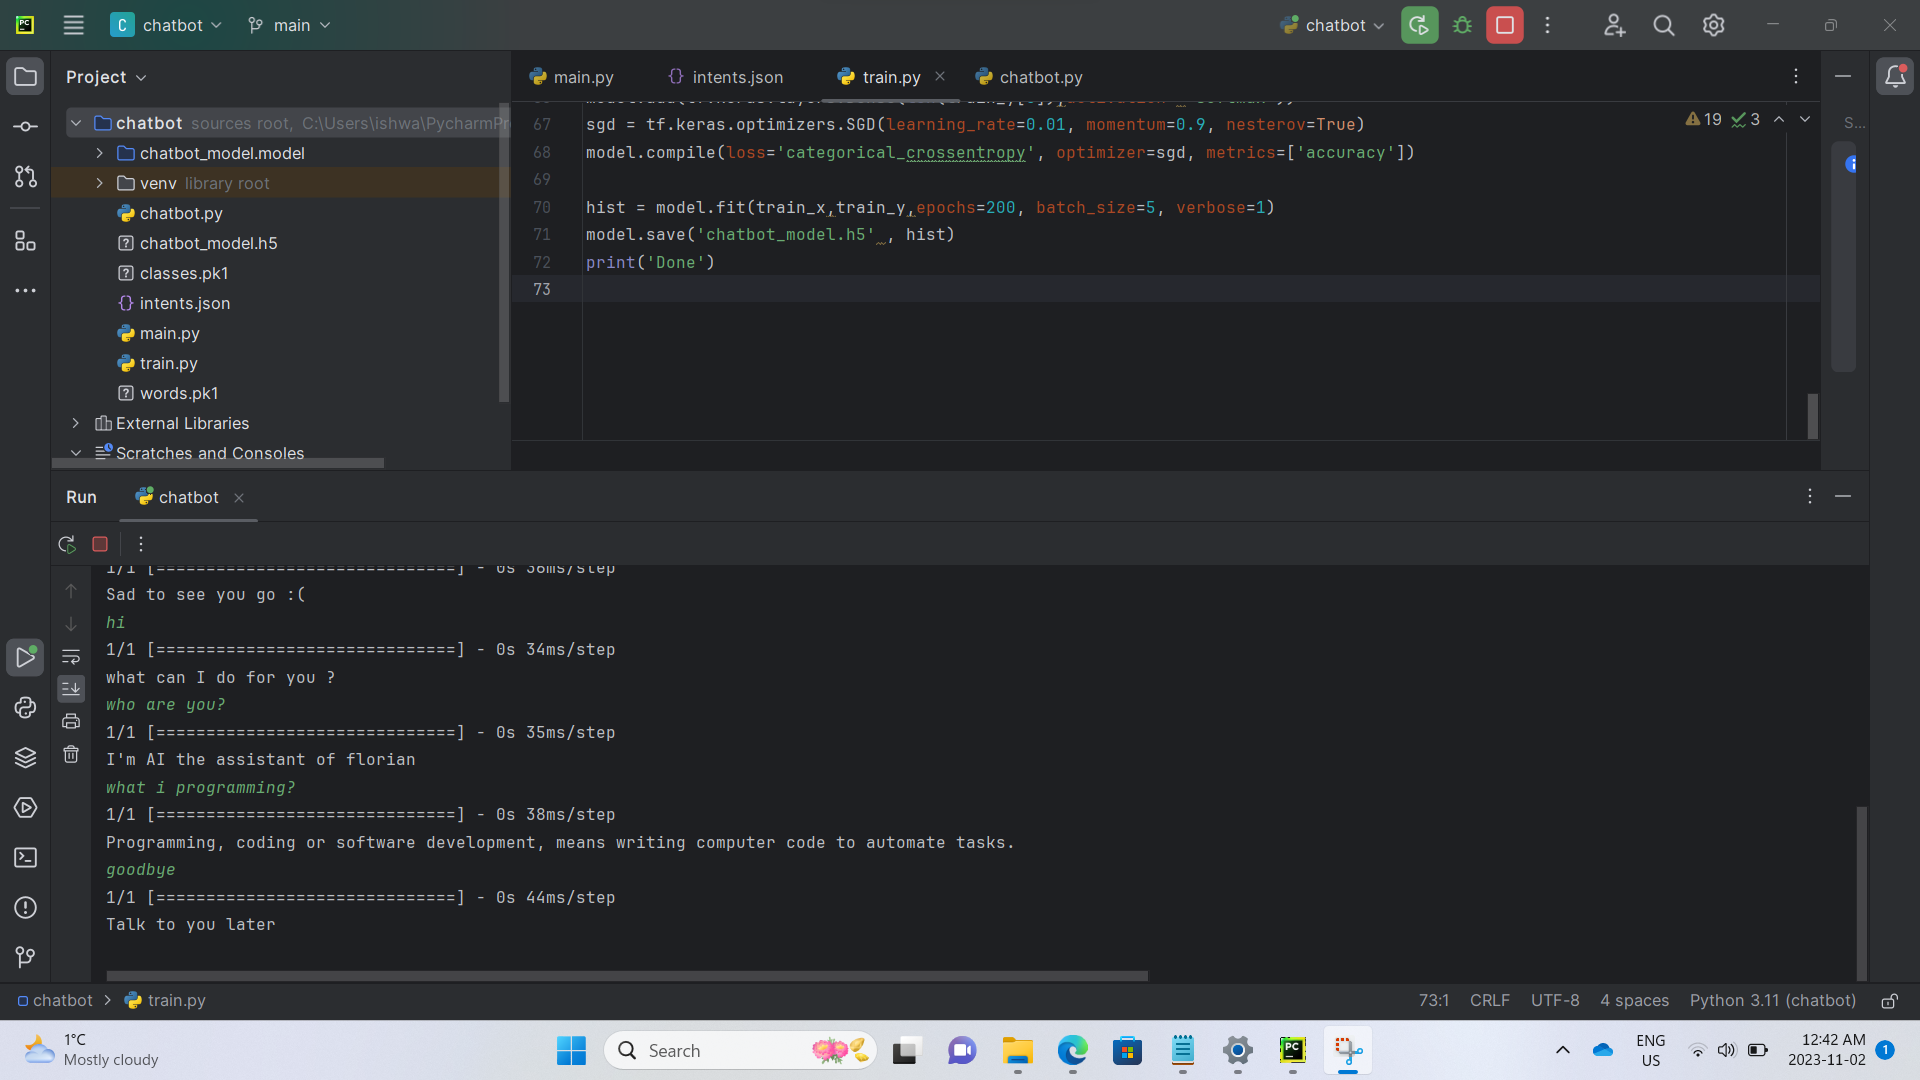 PC
C chatbot main chatbot
Project
main.py intents.json train.py chatbot.py
chatbot sources root, C:\Users\ishwa\PycharmPr
chatbot_model.model
venv library root
chatbot.py
chatbot_model.h5
classes.pk1
intents.json
main.py
train.py
words.pk1
External Libraries
Scratches and Consoles
19 3
S...
67 sgd = tf.keras.optimizers.SGD(learning_rate=0.01, momentum=0.9, nesterov=True)
68 model.compile(loss='categorical_crossentropy', optimizer=sgd, metrics=['accuracy'])
69
70 hist = model.fit(train_x,train_y,epochs=200, batch_size=5, verbose=1)
71 model.save('chatbot_model.h5' , hist)
72 print('Done')
73
Run chatbot
1/1 [==============================] - 0s 36ms/step
Sad to see you go :(
hi
1/1 [==============================] - 0s 34ms/step
what can I do for you ?
who are you?
1/1 [==============================] - 0s 35ms/step
I'm AI the assistant of florian
what i programming?
1/1 [==============================] - 0s 38ms/step
Programming, coding or software development, means writing computer code to automate tasks.
goodbye
1/1 [==============================] - 0s 44ms/step
Talk to you later
chatbot > train.py
73:1 CRLF UTF-8 4 spaces Python 3.11 (chatbot)
1°C
Mostly cloudy
Search
PC
ENG
US
12:42 AM
2023-11-02
1